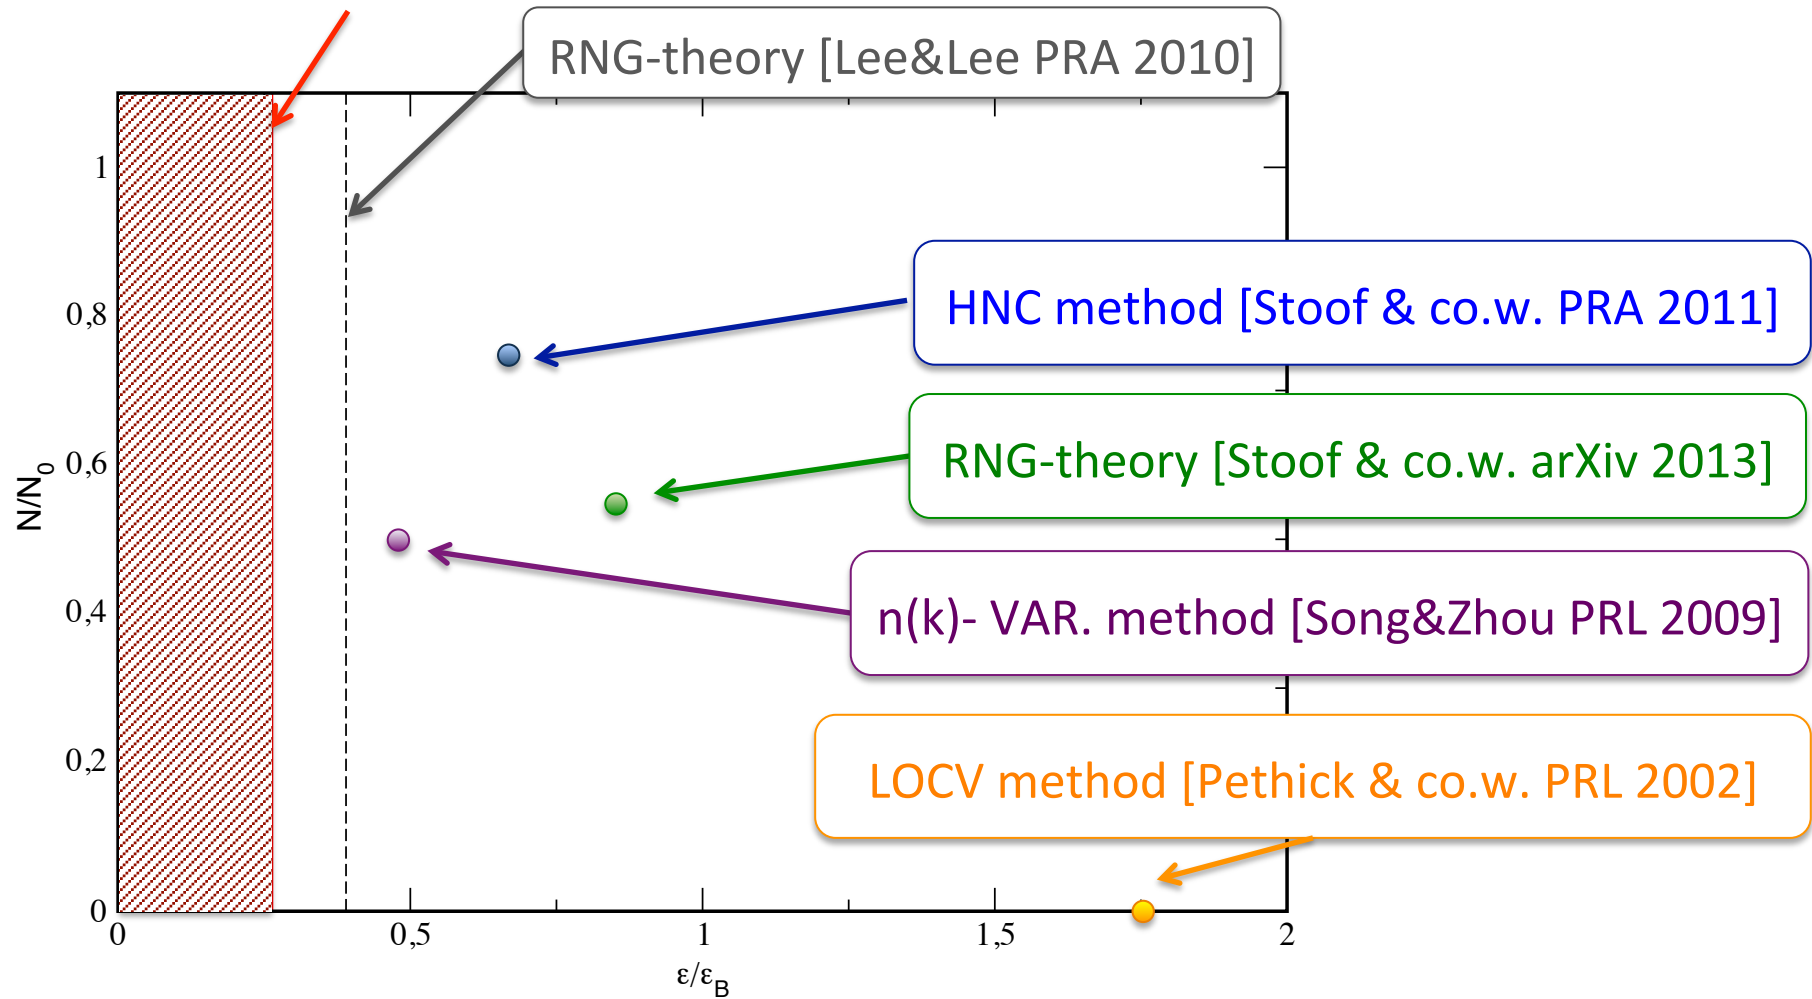 RNG-theory [Lee&Lee PRA 2010]
1
HNC method [Stoof & co.w. PRA 2011]
0,8
RNG-theory [Stoof & co.w. arXiv 2013]
0,6
N/N0
n(k)- VAR. method [Song&Zhou PRL 2009]
0,4
LOCV method [Pethick & co.w. PRL 2002]
0,2
0
0 0,5 1 1,5 2
ε/εB